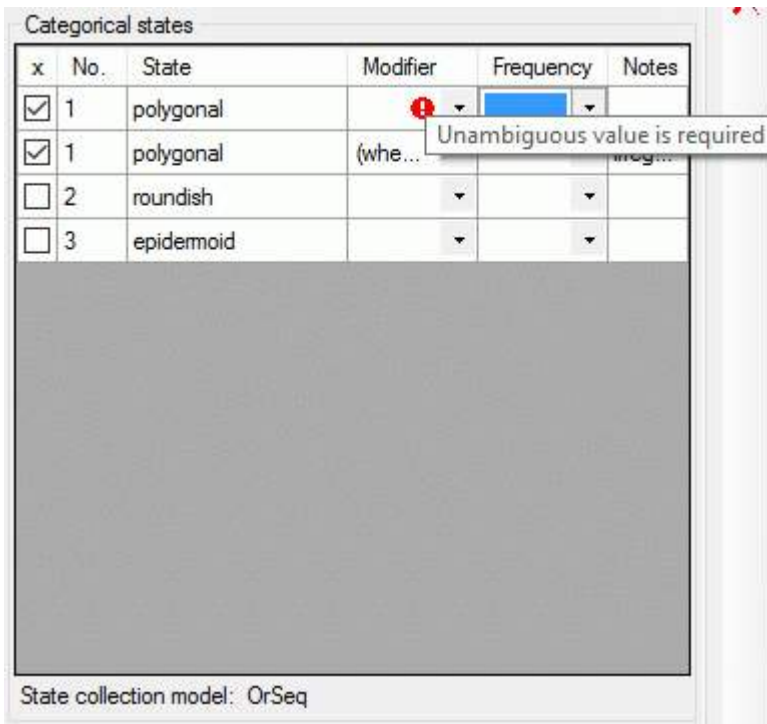 Categorical states
x No. State Modifier Frequency Notes
1 polygonal
Unambiguous value is required
1 polygonal (whe...
2 roundish
3 epidermoid
State collection model: OrSeq